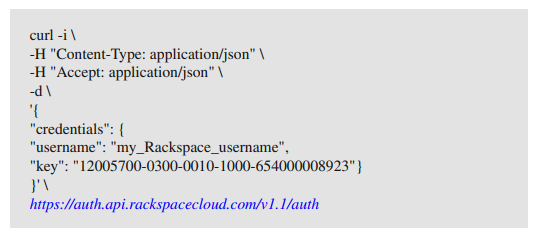 curl -i \
-H "Content-Type: application/json" \
-H "Accept: application/json" \
-d \
'{
"credentials": {
"username": "my_Rackspace_username",
"key": "12005700-0300-0010-1000-654000008923"}
}' \
https://auth.api.rackspacecloud.com/v1.1/auth